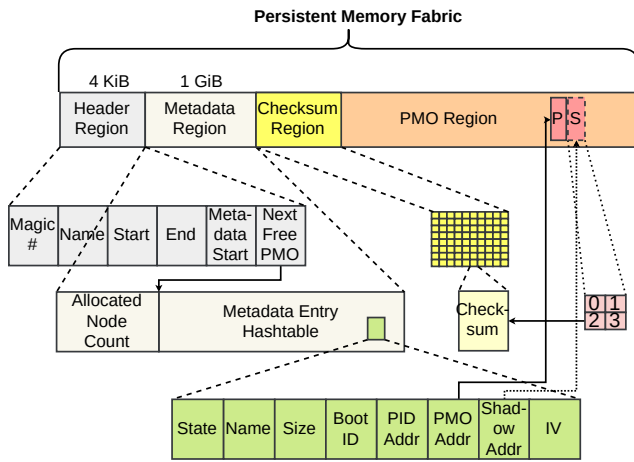 Persistent Memory Fabric
4 KiB
1 GiB
Header
Region
Metadada
Region
Checksum
Region
PMO Region
P
S
Magic
#
Name
Start
End
Meta-
data
Start
Next
Free
PMO
Allocated
Node
Count
Metadata Entry
Hashtable
Check-
sum
0 1
2 3
State
Name
Size
Boot
ID
PID
Addr
PMO
Addr
Shad-
ow
Addr
IV